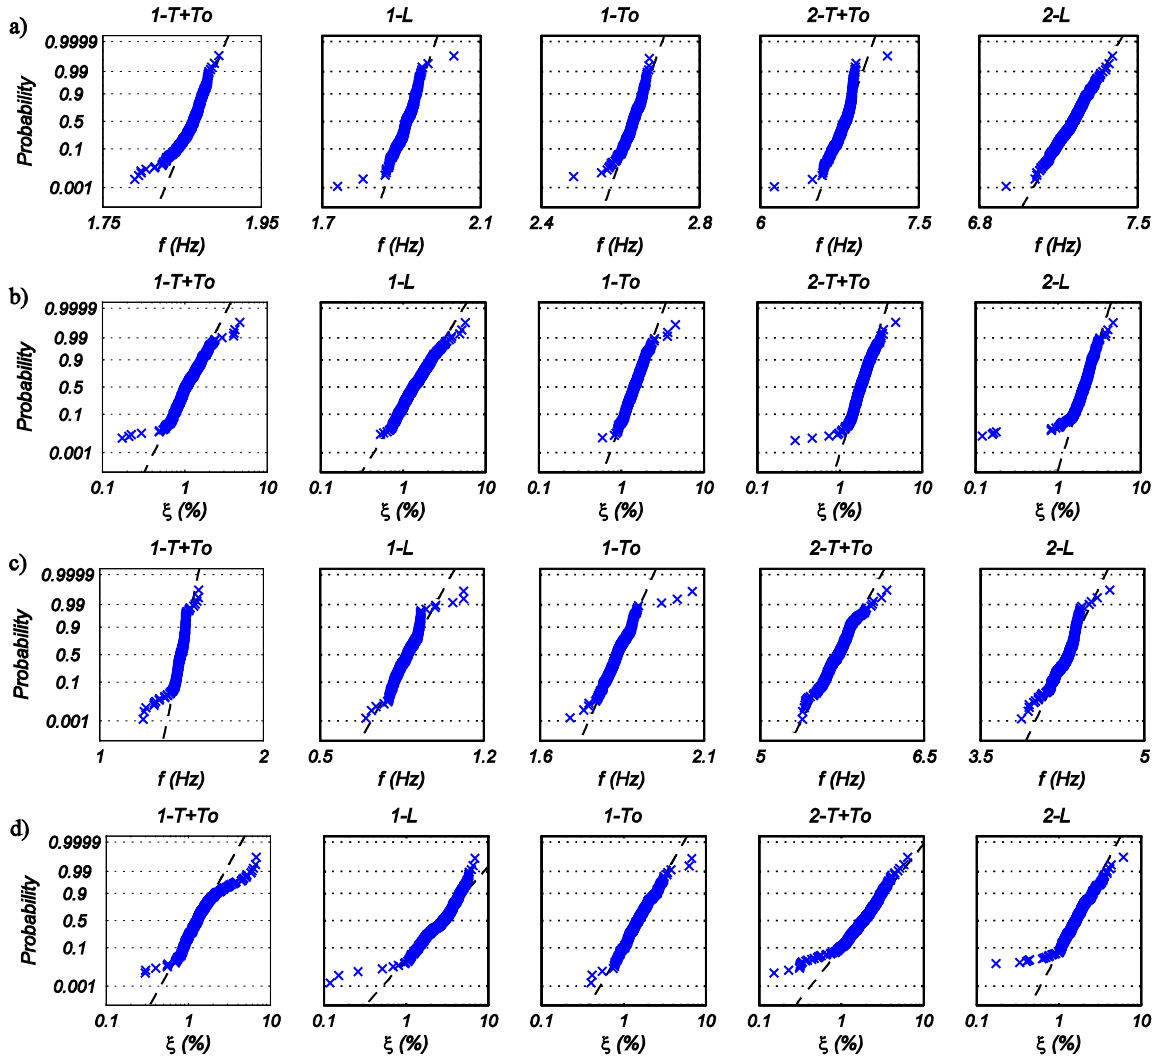 a)
1-T+To 1-L 1-To 2-T+To 2-L
Probability
0.9999
0.99
0.9
0.5
0.1
0.001
1.75 1.95 1.7 2.1 2.4 2.8 6 7.5 6.8 7.5
f (Hz) f (Hz) f (Hz) f (Hz) f (Hz)
b)
1-T+To 1-L 1-To 2-T+To 2-L
Probability
0.9999
0.99
0.9
0.5
0.1
0.001
0.1 1 10 0.1 1 10 0.1 1 10 0.1 1 10 0.1 1 10
ξ (%) ξ (%) ξ (%) ξ (%) ξ (%)
c)
1-T+To 1-L 1-To 2-T+To 2-L
Probability
0.9999
0.99
0.9
0.5
0.1
0.001
1 2 0.5 1.2 1.6 2.1 5 6.5 3.5 5
f (Hz) f (Hz) f (Hz) f (Hz) f (Hz)
d)
1-T+To 1-L 1-To 2-T+To 2-L
Probability
0.9999
0.99
0.9
0.5
0.1
0.001
0.1 1 10 0.1 1 10 0.1 1 10 0.1 1 10 0.1 1 10
ξ (%) ξ (%) ξ (%) ξ (%) ξ (%)